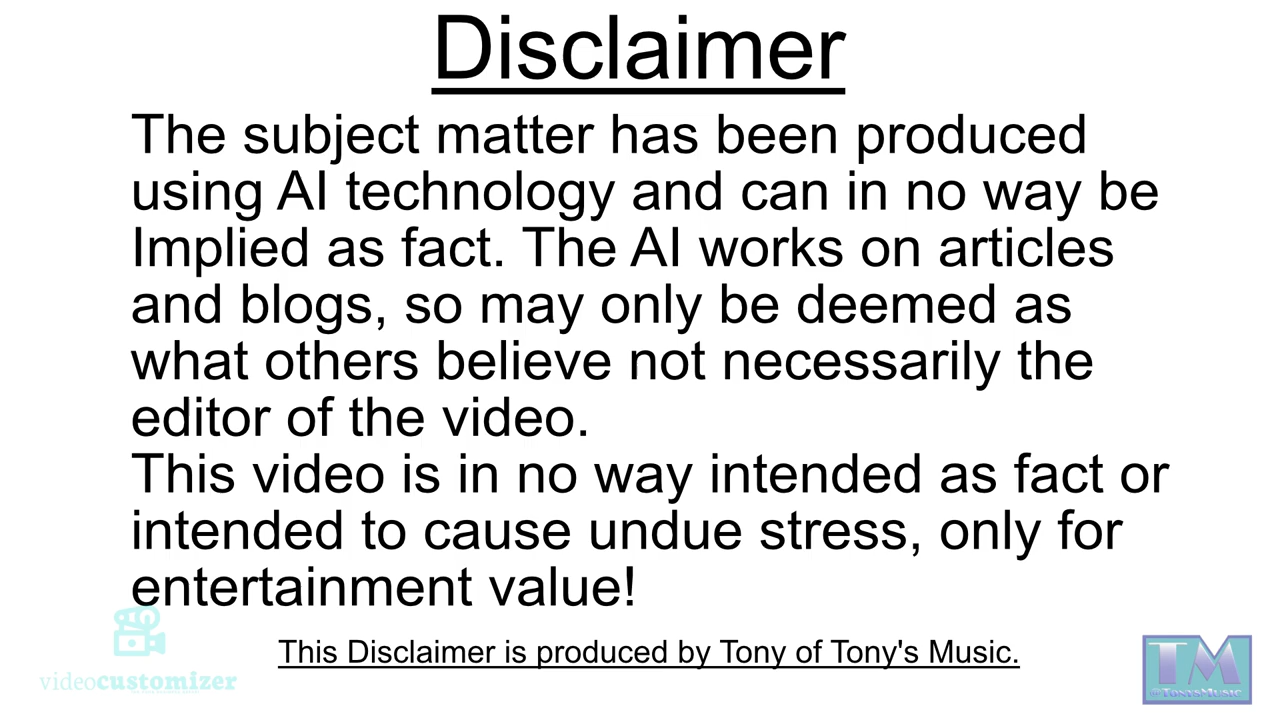 Disclaimer
The subject matter has been produced
using AI technology and can in no way be
Implied as fact. The AI works on articles
and blogs, so may only be deemed as
what others believe not necessarily the
editor of the video.
This video is in no way intended as fact or
intended to cause undue stress, only for
entertainment value!
This Disclaimer is produced by Tony of Tony's Music.
videocustomizer
TM
@TonysMusic